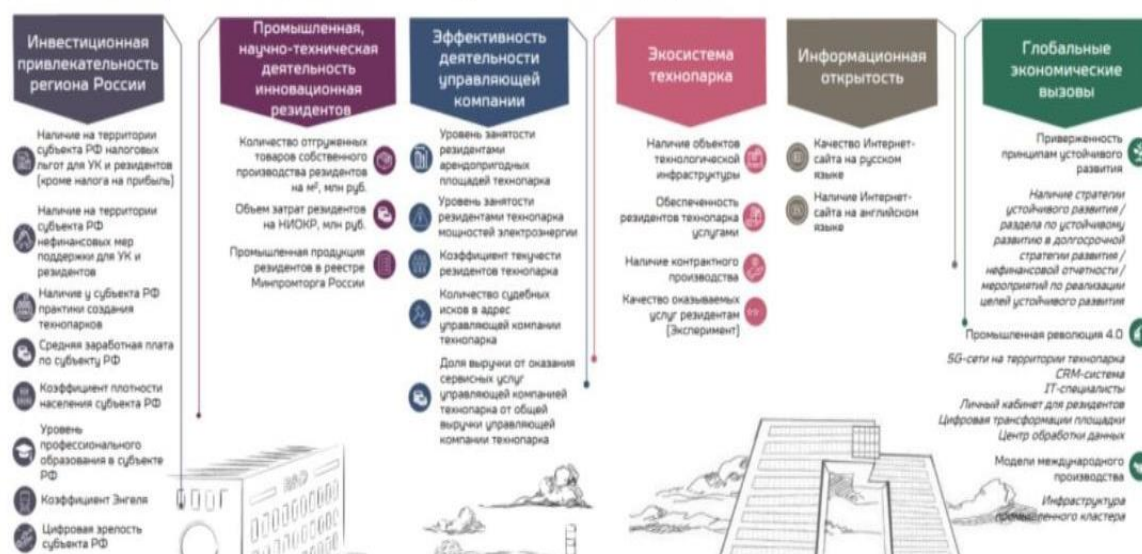 Инвестиционная
привлекательность
региона России
Наличие на территории
субъекта РФ налоговых
льгот для УК и резидентов
(кроме налога на прибыль)
Наличие на территории
субъекта РФ
нефинансовых мер
поддержки для УК и
резидентов
Наличие у субъекта РФ
практики создания
технопарков
Средняя заработная плата
по субъекту РФ
Коэффициент плотности
населения субъекта РФ
Уровень
профессионального
образования в субъекте
РФ
Коэффициент Энгеля
Цифровая зрелость
субъекта РФ
Промышленная,
научно-техническая
деятельность
инновационная
резидентов
Количество отгруженных
товаров собственного
производства резидентов
на м², млн руб.
Объем затрат резидентов
на НИОКР, млн руб.
Промышленная продукция
резидентов в реестре
Минпромторга России
Эффективность
деятельности
управляющей
компании
Уровень занятости
резидентами
арендопригодных
площадей технопарка
Уровень занятости
резидентами технопарка
мощностей электроэнергии
Коэффициент текучести
резидентов технопарка
Количество судебных
исков в адрес
управляющей компании
технопарка
Доля выручки от оказания
сервисных услуг
управляющей компанией
технопарка от общей
выручки управляющей
компании технопарка
Экосистема
технопарка
Наличие объектов
технологической
инфраструктуры
Обеспеченность
резидентов технопарка
услугами
Наличие контрактного
производства
Качество оказываемых
услуг резидентам
(Эксперимент)
Информационная
открытость
Качество Интернет-
сайта на русском
языке
Наличие Интернет-
сайта на английском
языке
Глобальные
экономические
вызовы
Приверженность
принципам устойчивого
развития
Наличие стратегии
устойчивого развития /
раздела по устойчивому
развитию в долгосрочной
стратегии развития /
нефинансовой отчетности /
мероприятий по реализации
целей устойчивого развития
Промышленная революция 4.0
5G-сети на территории технопарка
CRM-система
IT-специалисты
Личный кабинет для резидентов
Цифровая трансформации площадки
Центр обработки данных
Модели международного
производства
Инфраструктура
промышленного кластера